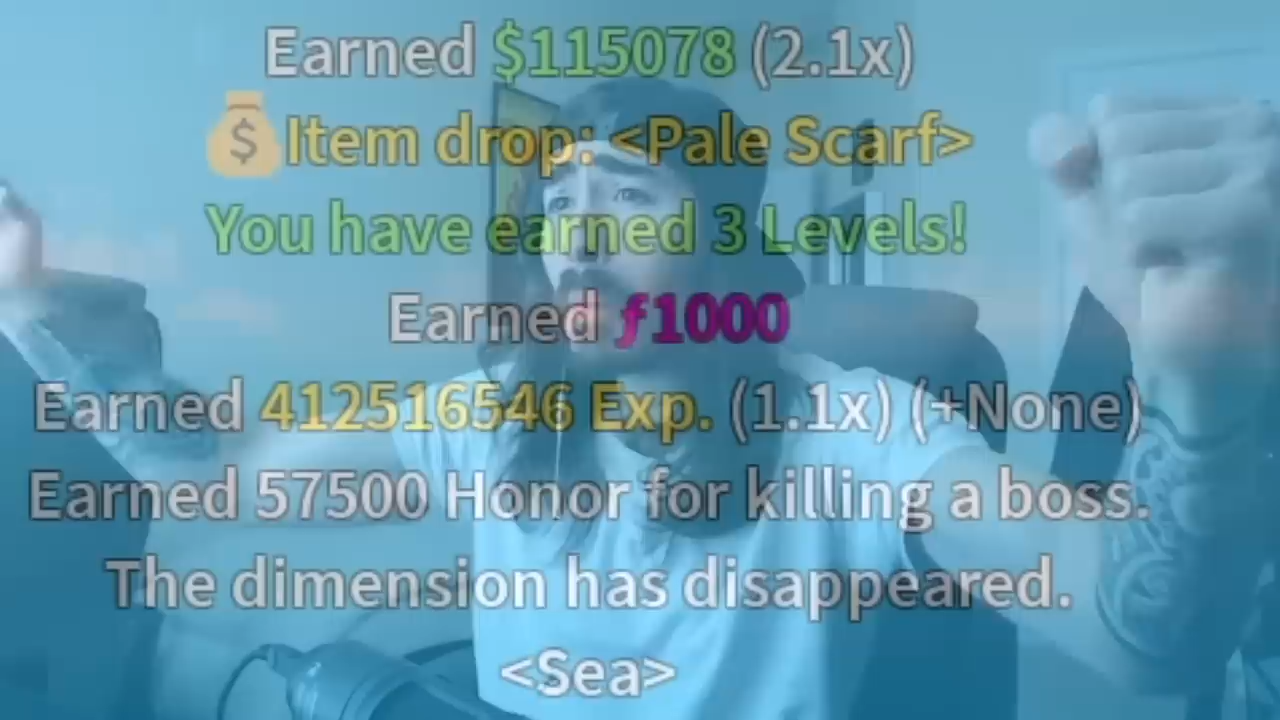 Earned $115078 (2.1x)
💰Item drop: <Pale Scarf>
You have earned 3 Levels!
Earned ƒ1000
Earned 412516546 Exp. (1.1x) (+None)
Earned 57500 Honor for killing a boss.
The dimension has disappeared.
<Sea>